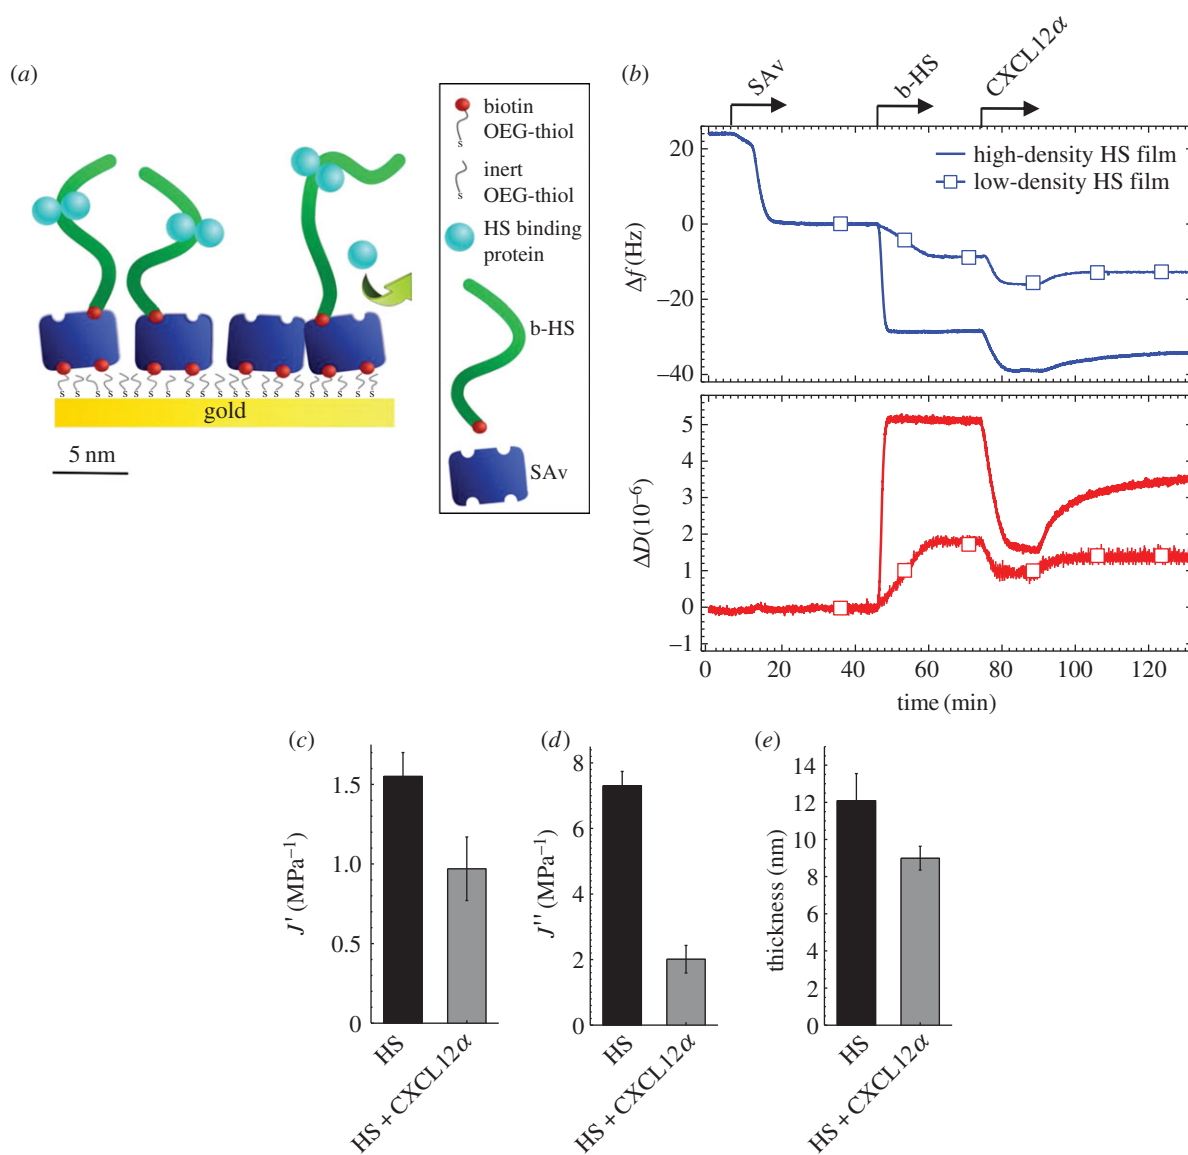 (a)
biotin
OEG-thiol
s
inert
OEG-thiol
s
HS binding
protein
b-HS
SAv
s s s s s s s s s s s s s s s s
gold
5 nm
(b)
SAv
b-HS
CXCL12α
high-density HS film
low-density HS film
Δf (Hz)
20
0
−20
−40
ΔD (10−6)
5
4
3
2
1
0
−1
0 20 40 60 80 100 120
time (min)
(c)
J' (MPa−1)
1.5
1.0
0.5
0
HS
HS + CXCL12α
(d)
J'' (MPa−1)
8
6
4
2
0
HS
HS + CXCL12α
(e)
thickness (nm)
14
12
10
8
6
4
2
0
HS
HS + CXCL12α